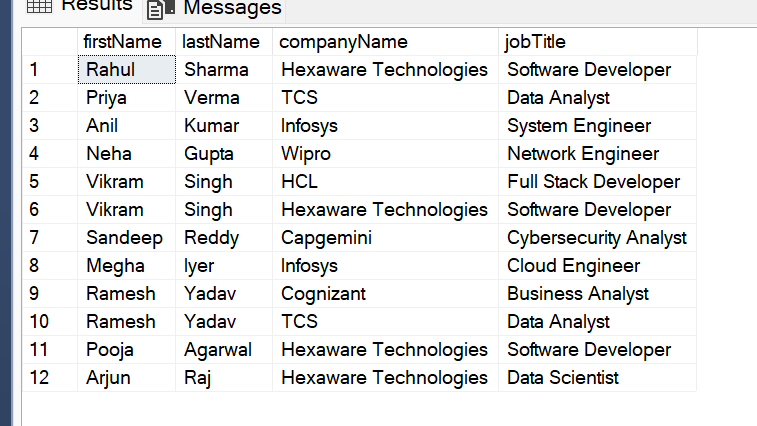 Results Messages
firstName lastName companyName jobTitle
1 Rahul Sharma Hexaware Technologies Software Developer
2 Priya Verma TCS Data Analyst
3 Anil Kumar Infosys System Engineer
4 Neha Gupta Wipro Network Engineer
5 Vikram Singh HCL Full Stack Developer
6 Vikram Singh Hexaware Technologies Software Developer
7 Sandeep Reddy Capgemini Cybersecurity Analyst
8 Megha Iyer Infosys Cloud Engineer
9 Ramesh Yadav Cognizant Business Analyst
10 Ramesh Yadav TCS Data Analyst
11 Pooja Agarwal Hexaware Technologies Software Developer
12 Arjun Raj Hexaware Technologies Data Scientist